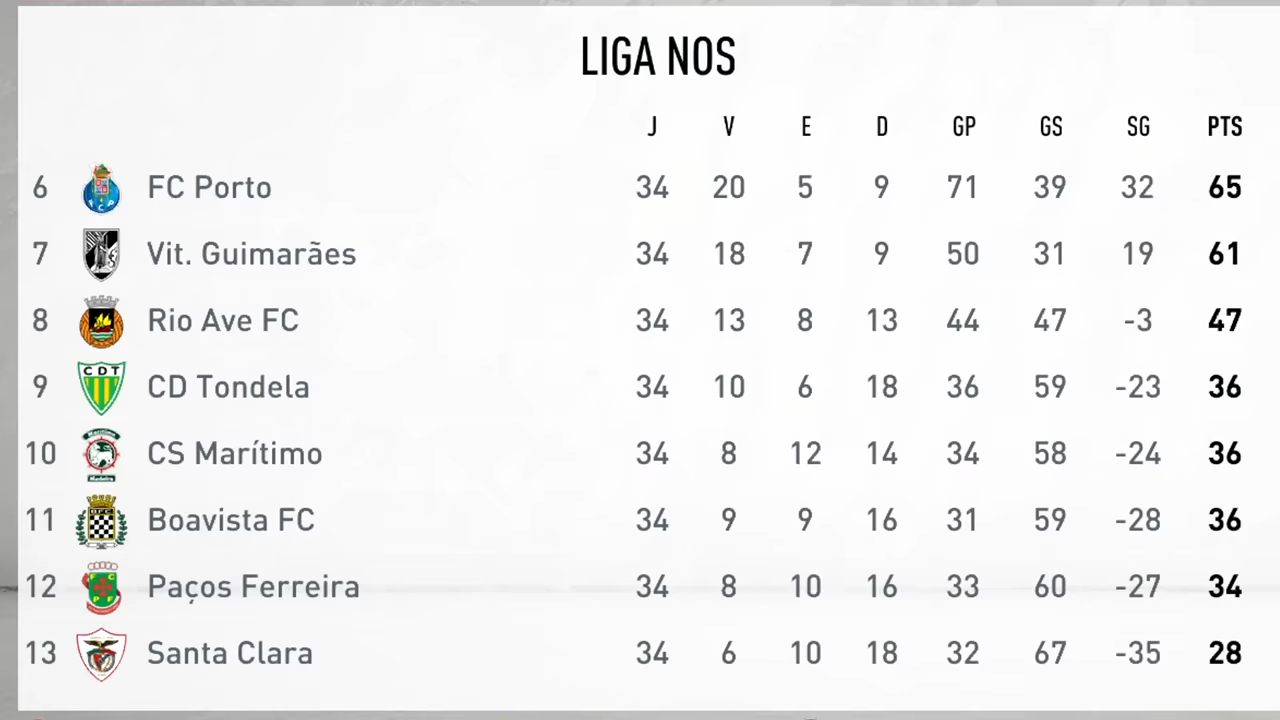 LIGA NOS
J V E D GP GS SG PTS
6 FC Porto 34 20 5 9 71 39 32 65
7 Vit. Guimarães 34 18 7 9 50 31 19 61
8 Rio Ave FC 34 13 8 13 44 47 -3 47
9 CD Tondela 34 10 6 18 36 59 -23 36
10 CS Marítimo 34 8 12 14 34 58 -24 36
11 Boavista FC 34 9 9 16 31 59 -28 36
12 Paços Ferreira 34 8 10 16 33 60 -27 34
13 Santa Clara 34 6 10 18 32 67 -35 28